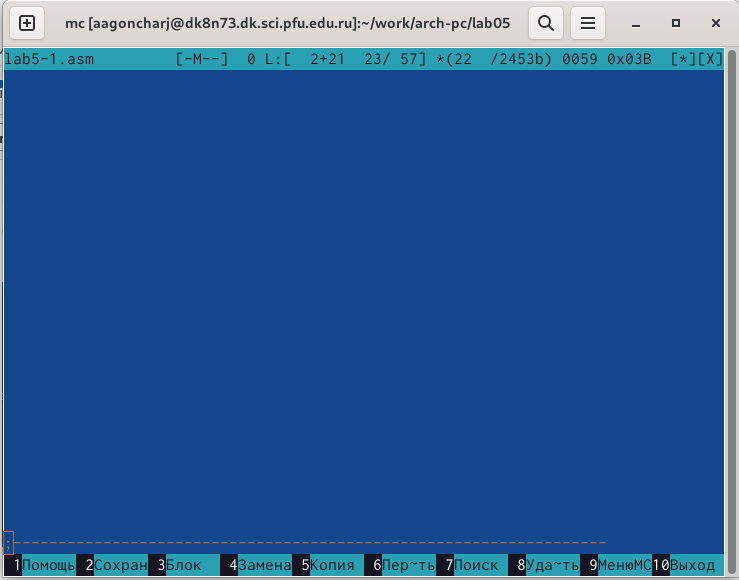 mc [aagoncharj@dk8n73.dk.sci.pfu.edu.ru]:~/work/arch-pc/lab05
lab5-1.asm [-M--] 0 L:[ 2+21 23/ 57] *(22 /2453b) 0059 0x03B [*][X]
;------------------------------------------------------------------
1Помощь 2Сохран 3Блок 4Замена 5Копия 6Пер~ть 7Поиск 8Уда~ть 9МенюMC 10Выход